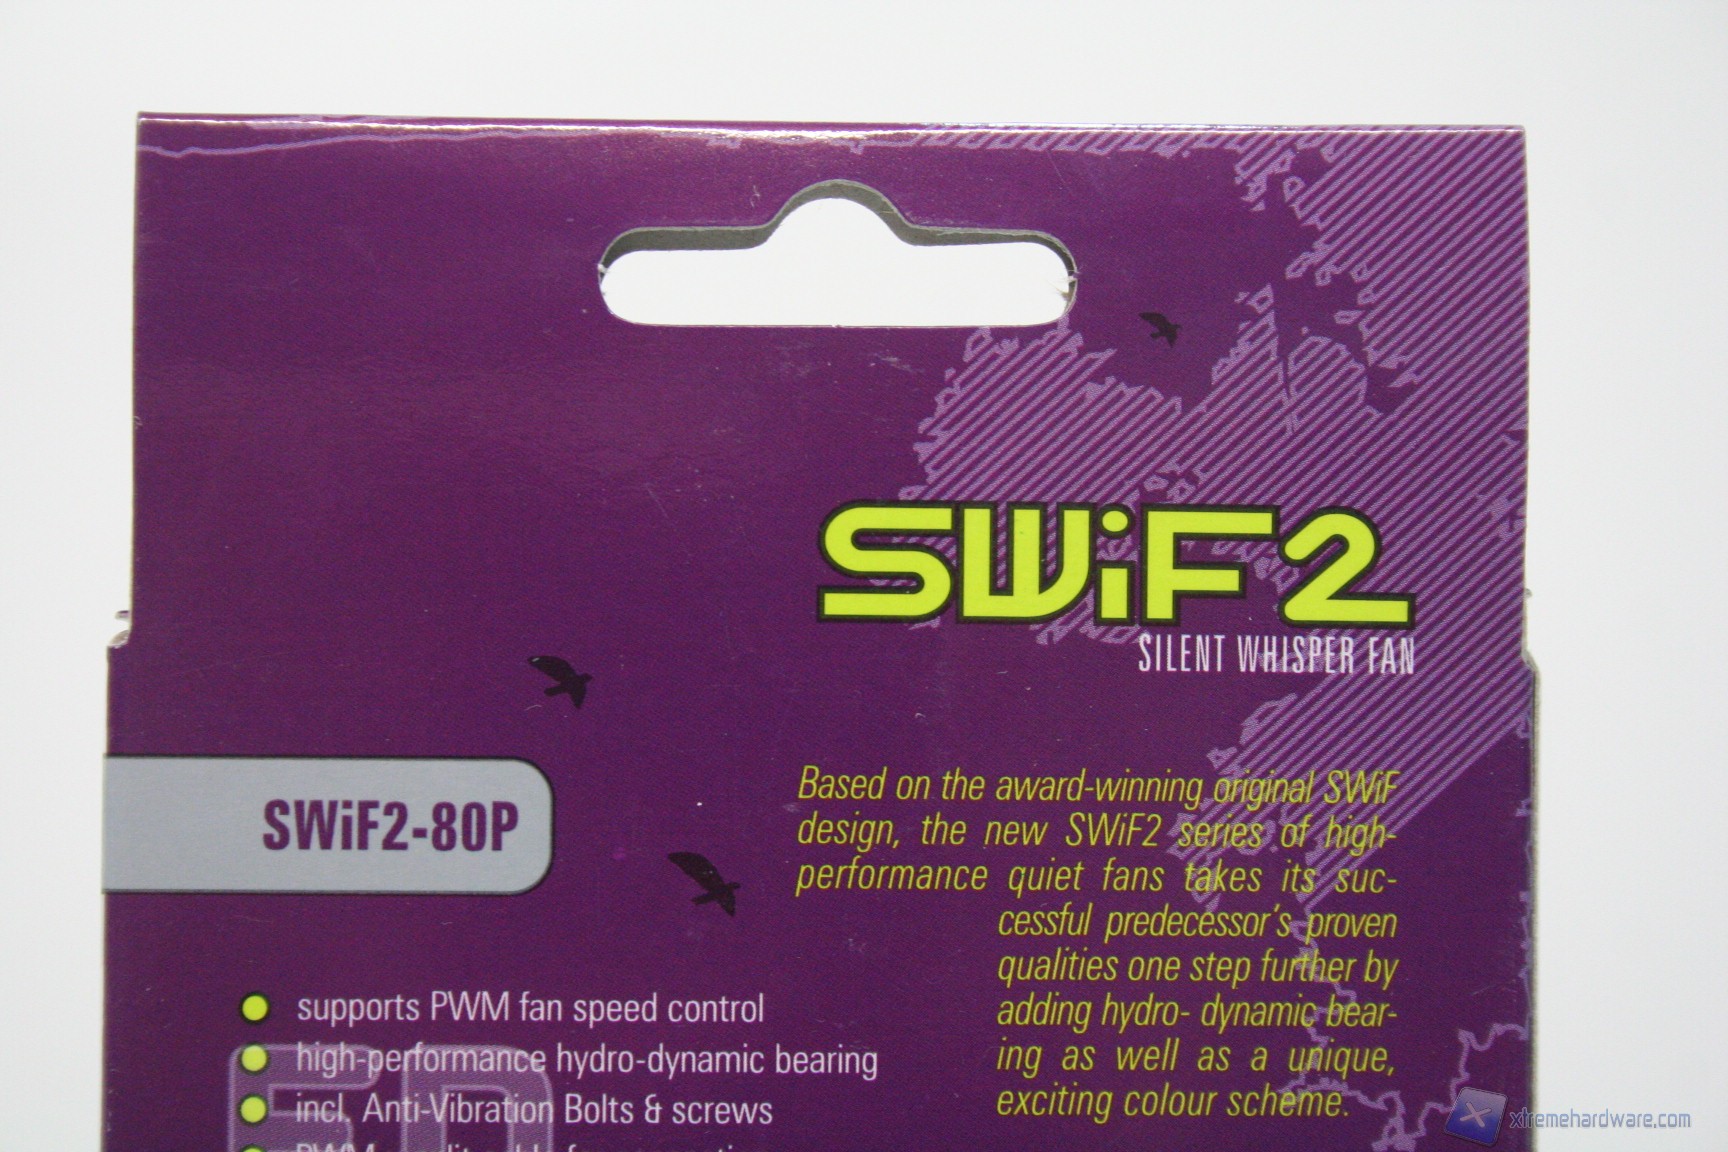 SWiF2
SILENT WHISPER FAN
SWiF2-80P
Based on the award-winning original SWiF
design, the new SWiF2 series of high-
performance quiet fans takes its suc-
cessful predecessor's proven
qualities one step further by
adding hydro- dynamic bear-
ing as well as a unique,
exciting colour scheme.
supports PWM fan speed control
high-performance hydro-dynamic bearing
incl. Anti-Vibration Bolts & screws
PWM
xtremehardware.com